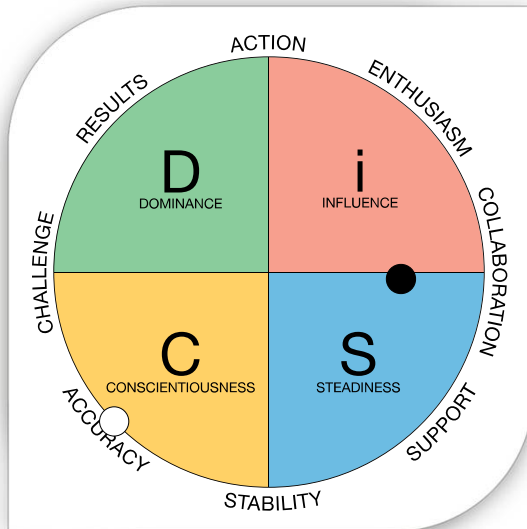 ACTION
RESULTS
ENTHUSIASM
D
DOMINANCE
i
INFLUENCE
CHALLENGE
COLLABORATION
C
CONSCIENTIOUSNESS
S
STEADINESS
ACCURACY
SUPPORT
STABILITY